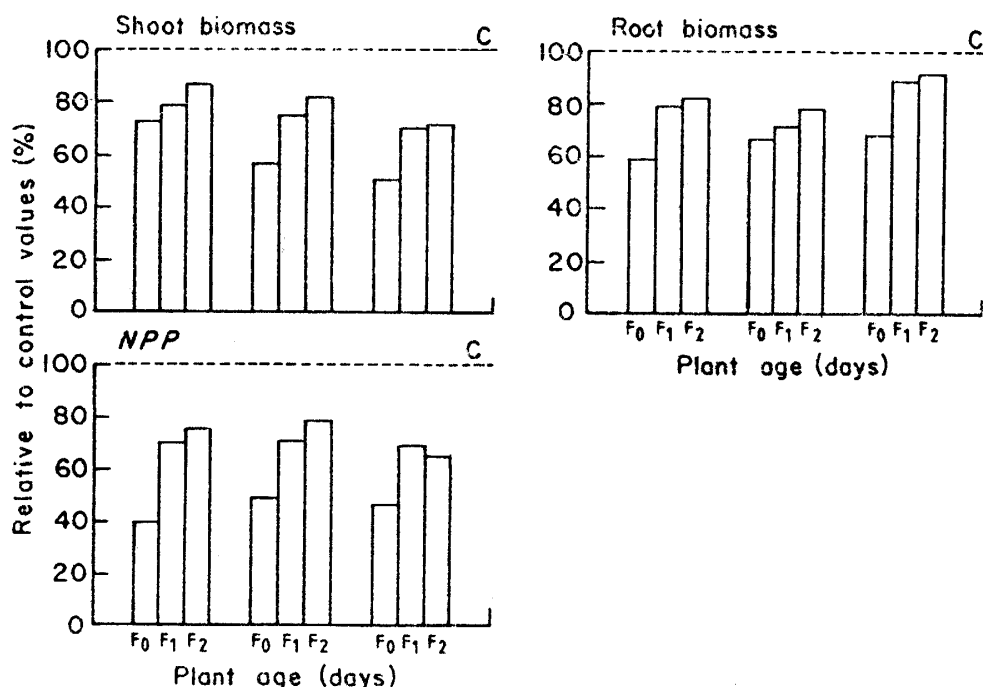 Shoot biomass
C
100
80
60
40
20
0
Root biomass
C
100
80
60
40
20
0
F₀ F₁ F₂ F₀ F₁ F₂ F₀ F₁ F₂
Plant age (days)
NPP
C
100
80
60
40
20
0
F₀ F₁ F₂ F₀ F₁ F₂ F₀ F₁ F₂
Plant age (days)
Relative to control values (%)